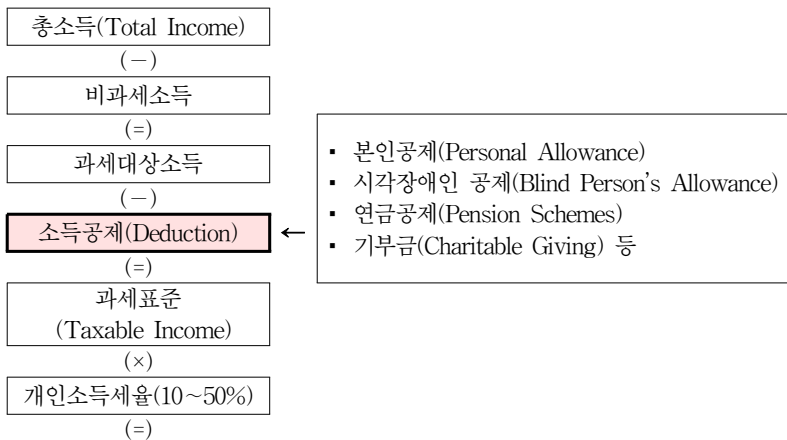 총소득(Total Income)
(-)
비과세소득
(=)
과세대상소득
(-)
소득공제(Deduction)
←
▪ 본인공제(Personal Allowance)
▪ 시각장애인 공제(Blind Person's Allowance)
▪ 연금공제(Pension Schemes)
▪ 기부금(Charitable Giving) 등
(=)
과세표준
(Taxable Income)
(×)
개인소득세율(10~50%)
(=)